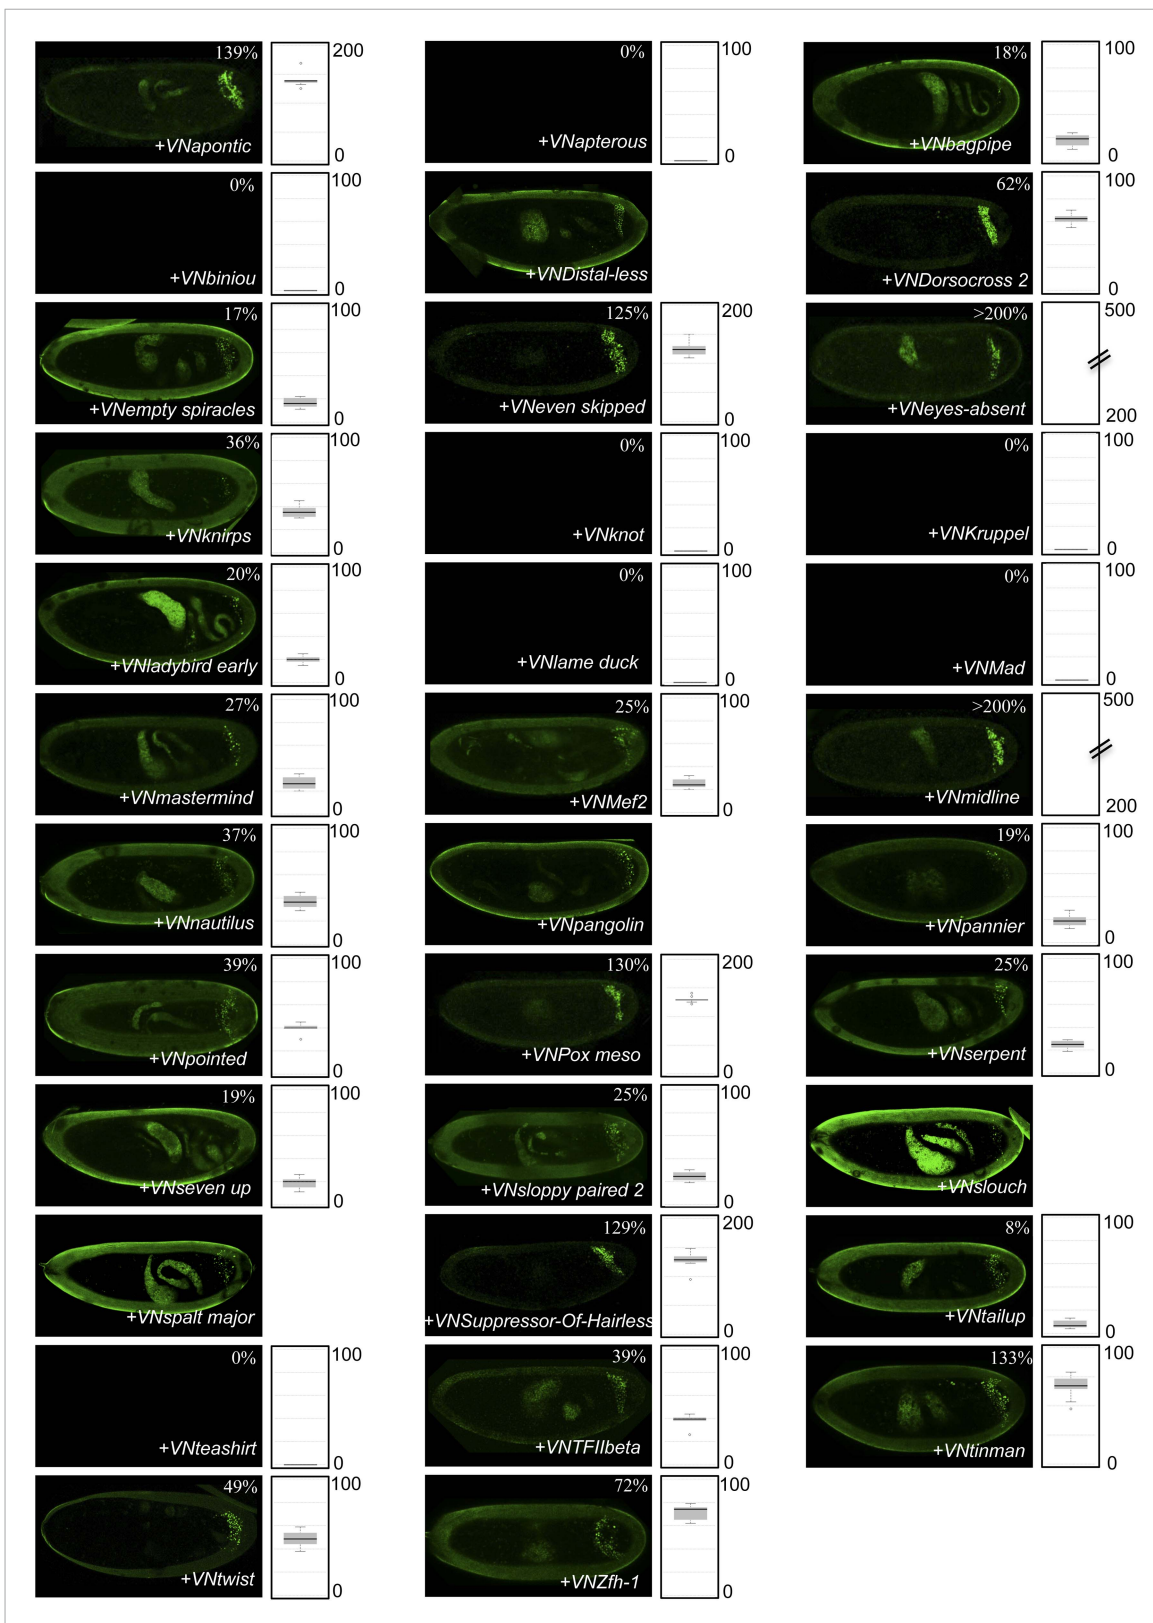 139%
+VNapontic
200
0
0%
+VNapterous
100
0
18%
+VNbagpipe
100
0
0%
+VNbiniou
100
0
+VNDistal-less
62%
+VNDorsocross 2
100
0
17%
+VNempty spiracles
100
0
125%
+VNeven skipped
200
0
>200%
+VNeyes-absent
500
200
36%
+VNknirps
100
0
0%
+VNknot
100
0
0%
+VNKruppel
100
0
20%
+VNladybird early
100
0
0%
+VNlame duck
100
0
0%
+VNMad
100
0
27%
+VNmastermind
100
0
25%
+VNMef2
100
0
>200%
+VNmidline
500
200
37%
+VNnautilus
100
0
+VNpangolin
19%
+VNpannier
100
0
39%
+VNpointed
100
0
130%
+VNPox meso
200
0
25%
+VNserpent
100
0
19%
+VNseven up
100
0
25%
+VNsloppy paired 2
100
0
+VNslouch
+VNspalt major
129%
+VNSuppressor-Of-Hairless
200
0
8%
+VNtailup
100
0
0%
+VNteashirt
100
0
39%
+VNTFIIbeta
100
0
133%
+VNtinman
100
0
49%
+VNtwist
100
0
72%
+VNZfh-1
100
0